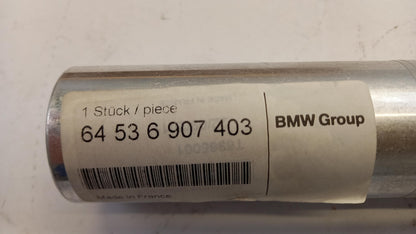 1 Stück / piece
64 53 6 907 403
BMW Group
Made in France